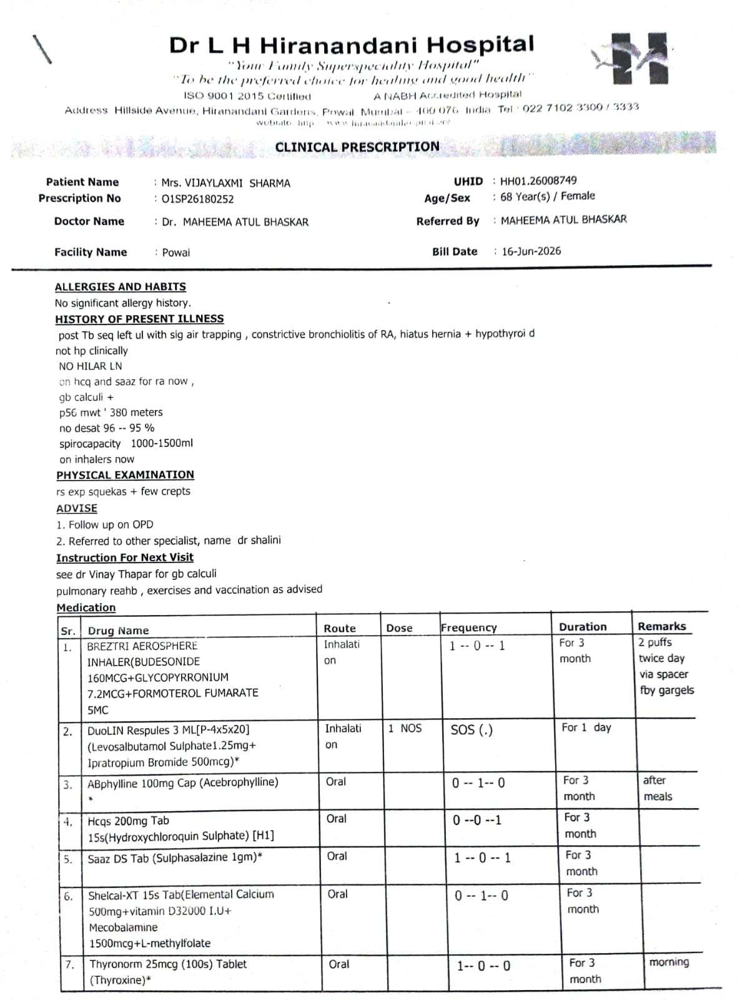 Dr L H Hiranandani Hospital
"Your Family Superspeciality Hospital"
"To be the preferred choice for healing and good health"
ISO 9001 2015 Certified A NABH Accredited Hospital
Address Hillside Avenue, Hiranandani Gardens, Powai, Mumbai - 400 076 India Tel : 022 7102 3300 / 3333
CLINICAL PRESCRIPTION
Patient Name : Mrs. VIJAYLAXMI SHARMA UHID : HH01.26008749
Prescription No : O1SP26180252 Age/Sex : 68 Year(s) / Female
Doctor Name : Dr. MAHEEMA ATUL BHASKAR Referred By : MAHEEMA ATUL BHASKAR
Facility Name : Powai Bill Date : 16-Jun-2026
ALLERGIES AND HABITS
No significant allergy history.
HISTORY OF PRESENT ILLNESS
post Tb seq left ul with sig air trapping , constrictive bronchiolitis of RA, hiatus hernia + hypothyroi d
not hp clinically
NO HILAR LN
on hcq and saaz for ra now ,
gb calculi +
p56 mwt ' 380 meters
no desat 96 -- 95 %
spirocapacity 1000-1500ml
on inhalers now
PHYSICAL EXAMINATION
rs exp squekas + few crepts
ADVISE
1. Follow up on OPD
2. Referred to other specialist, name dr shalini
Instruction For Next Visit
see dr Vinay Thapar for gb calculi
pulmonary reahb , exercises and vaccination as advised
Medication
Sr. Drug Name Route Dose Frequency Duration Remarks
1. BREZTRI AEROSPHERE Inhalati 1 -- 0 -- 1 For 3 2 puffs
INHALER(BUDESONIDE on month twice day
160MCG+GLYCOPYRRONIUM via spacer
7.2MCG+FORMOTEROL FUMARATE fby gargels
5MC
2. DuoLIN Respules 3 ML[P-4x5x20] Inhalati 1 NOS SOS (.) For 1 day
(Levosalbutamol Sulphate1.25mg+ on
Ipratropium Bromide 500mcg)*
3. ABphylline 100mg Cap (Acebrophylline) Oral 0 -- 1-- 0 For 3 after
* month meals
4. Hcqs 200mg Tab Oral 0 --0 --1 For 3
15s(Hydroxychloroquin Sulphate) [H1] month
5. Saaz DS Tab (Sulphasalazine 1gm)* Oral 1 -- 0 -- 1 For 3
month
6. Shelcal-XT 15s Tab(Elemental Calcium Oral 0 -- 1-- 0 For 3
500mg+vitamin D32000 I.U+ month
Mecobalamine
1500mcg+L-methylfolate
7. Thyronorm 25mcg (100s) Tablet Oral 1-- 0 -- 0 For 3 morning
(Thyroxine)* month